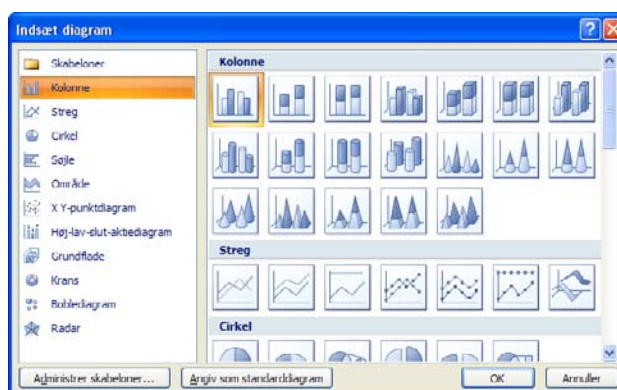 Indsæt diagram
Skabeloner
Kolonne
Streg
Cirkel
Søjle
Område
X Y-punktdiagram
Høj-lav-slut-aktiediagram
Grundflade
Krans
Boblediagram
Radar
Kolonne
Streg
Cirkel
Administrer skabeloner...
Angiv som standarddiagram
OK
Annuller